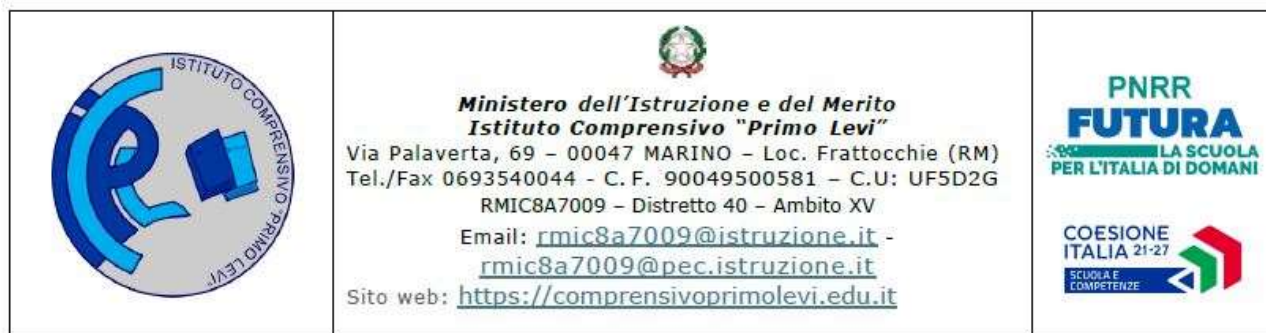 ISTITUTO COMPRENSIVO "PRIMO LEVI"
Ministero dell'Istruzione e del Merito
Istituto Comprensivo "Primo Levi"
Via Palaverta, 69 – 00047 MARINO – Loc. Frattocchie (RM)
Tel./Fax 0693540044 - C.F. 90049500581 – C.U: UF5D2G
RMIC8A7009 – Distretto 40 – Ambito XV
Email: rmic8a7009@istruzione.it -
rmic8a7009@pec.istruzione.it
Sito web: https://comprensivoprimolevi.edu.it
PNRR
FUTURA
LA SCUOLA
PER L'ITALIA DI DOMANI
COESIONE
ITALIA 21-27
SCUOLA E
COMPETENZE